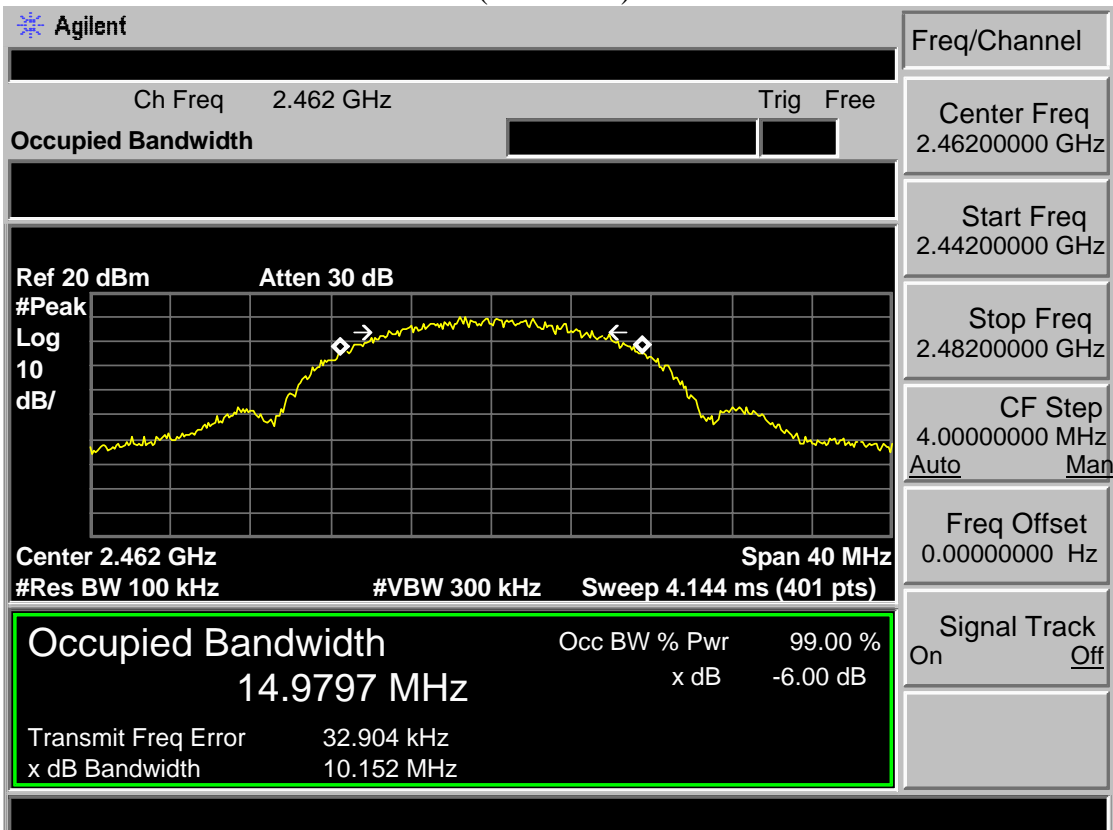 Agilent
Ch Freq 2.462 GHz Trig Free
Occupied Bandwidth
Ref 20 dBm Atten 30 dB
#Peak
Log
10
dB/
Center 2.462 GHz Span 40 MHz
#Res BW 100 kHz #VBW 300 kHz Sweep 4.144 ms (401 pts)
Occupied Bandwidth Occ BW % Pwr 99.00 %
14.9797 MHz x dB -6.00 dB
Transmit Freq Error 32.904 kHz
x dB Bandwidth 10.152 MHz
Freq/Channel
Center Freq
2.46200000 GHz
Start Freq
2.44200000 GHz
Stop Freq
2.48200000 GHz
CF Step
4.00000000 MHz
Auto Man
Freq Offset
0.00000000 Hz
Signal Track
On Off